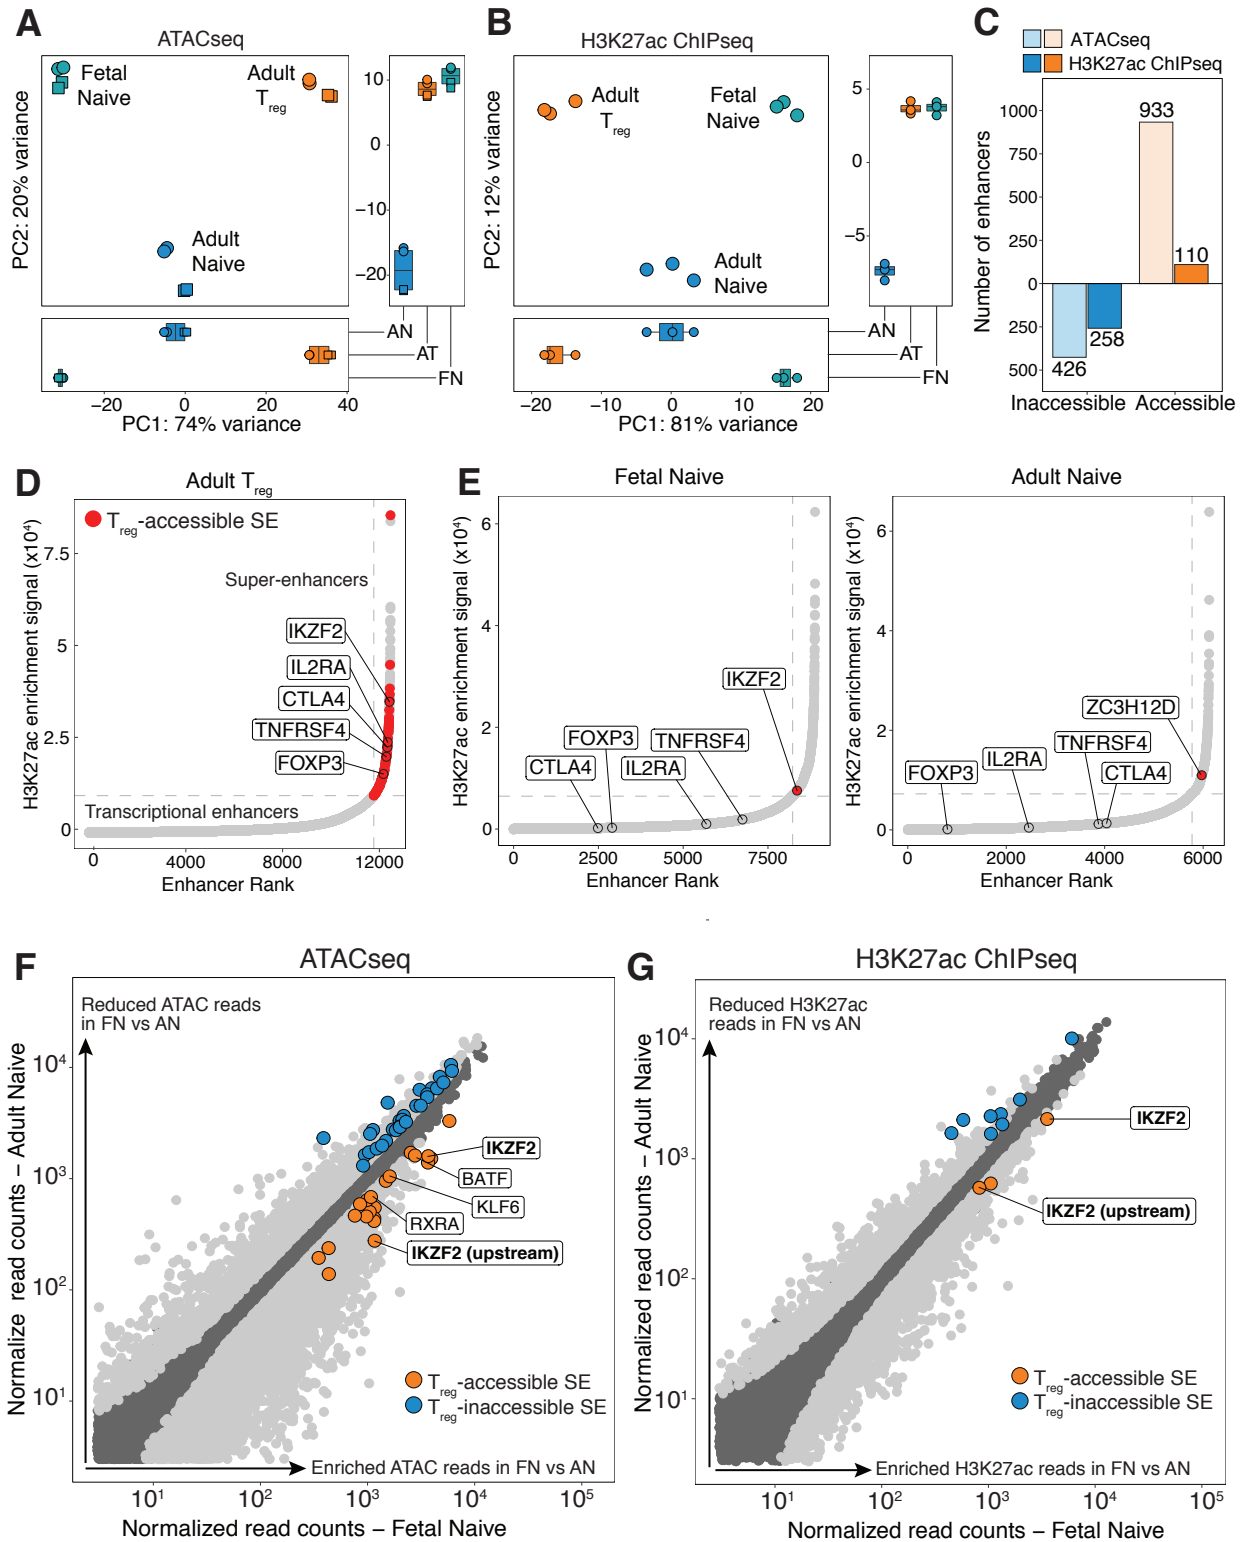 A
ATACseq
Fetal
Naive
Adult
Treg
Adult
Naive
PC2: 20% variance
10
0
−10
−20
AN
AT
FN
−20
0
20
40
PC1: 74% variance
B
H3K27ac ChIPseq
Adult
Treg
Fetal
Naive
Adult
Naive
PC2: 12% variance
5
0
−5
AN
AT
FN
−20
−10
0
10
20
PC1: 81% variance
C
ATACseq
H3K27ac ChIPseq
Number of enhancers
1000
750
500
250
0
250
500
933
110
426
258
Inaccessible
Accessible
D
Adult Treg
Treg-accessible SE
H3K27ac enrichment signal (x10⁴)
7.5
5
2.5
0
Super-enhancers
IKZF2
IL2RA
CTLA4
TNFRSF4
FOXP3
Transcriptional enhancers
0
4000
8000
12000
Enhancer Rank
E
Fetal Naive
H3K27ac enrichment signal (x10⁴)
6
4
2
0
IKZF2
FOXP3
TNFRSF4
CTLA4
IL2RA
0
2500
5000
7500
Enhancer Rank
Adult Naive
H3K27ac enrichment signal (x10⁴)
6
4
2
0
ZC3H12D
TNFRSF4
IL2RA
FOXP3
CTLA4
0
2000
4000
6000
Enhancer Rank
F
ATACseq
Reduced ATAC reads
in FN vs AN
Normalize read counts – Adult Naive
10⁴
10³
10²
10¹
IKZF2
BATF
KLF6
RXRA
IKZF2 (upstream)
Treg-accessible SE
Treg-inaccessible SE
Enriched ATAC reads in FN vs AN
10¹
10²
10³
10⁴
10⁵
Normalized read counts – Fetal Naive
G
H3K27ac ChIPseq
Reduced H3K27ac
reads in FN vs AN
Normalized read counts – Adult Naive
10⁴
10³
10²
10¹
IKZF2
IKZF2 (upstream)
Treg-accessible SE
Treg-inaccessible SE
Enriched H3K27ac reads in FN vs AN
10¹
10²
10³
10⁴
10⁵
Normalized read counts – Fetal Naive